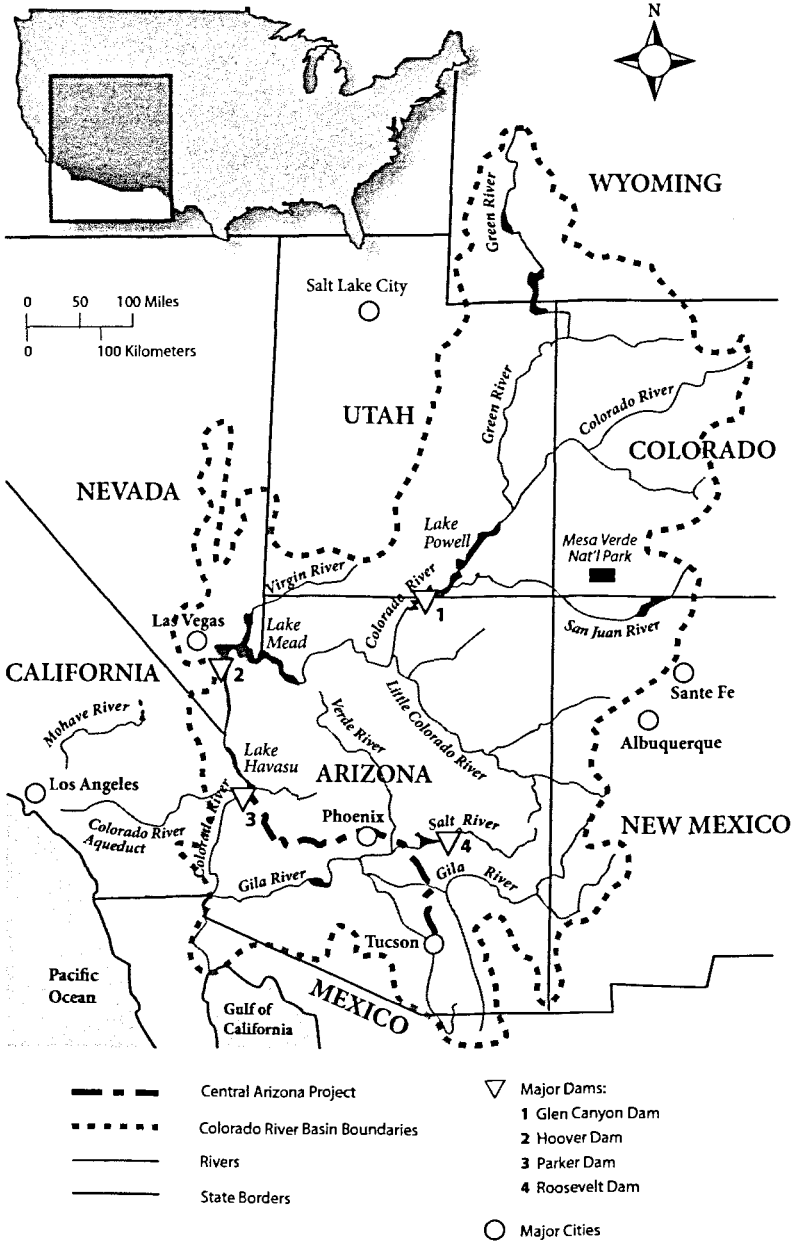 N
WYOMING
Green River
0 50 100 Miles
0 100 Kilometers
Salt Lake City
UTAH
Green River
Colorado River
COLORADO
NEVADA
Lake
Powell
Mesa Verde
Nat'l Park
Virgin River
Colorado River
1
San Juan River
Las Vegas
Lake
Mead
CALIFORNIA
2
Sante Fe
Mohave River
Verde River
Little Colorado River
Albuquerque
Lake
Havasu
ARIZONA
Los Angeles
Colorado River
Aqueduct
Colorado River
3
Phoenix
Salt River
4
NEW MEXICO
Gila River
Gila River
Tucson
Pacific
Ocean
Gulf of
California
MEXICO
Central Arizona Project
Colorado River Basin Boundaries
Rivers
State Borders
Major Dams:
1 Glen Canyon Dam
2 Hoover Dam
3 Parker Dam
4 Roosevelt Dam
Major Cities